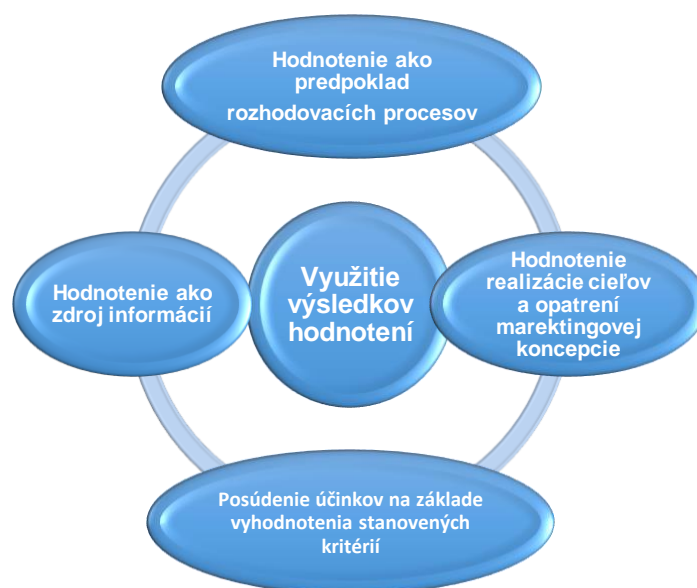 Hodnotenie ako
predpoklad
rozhodovacích procesov
Hodnotenie ako
zdroj informácií
Využitie
výsledkov
hodnotení
Hodnotenie
realizácie cieľov
a opatrení
marektingovej
koncepcie
Posúdenie účinkov na základe
vyhodnotenia stanovených
kritérií